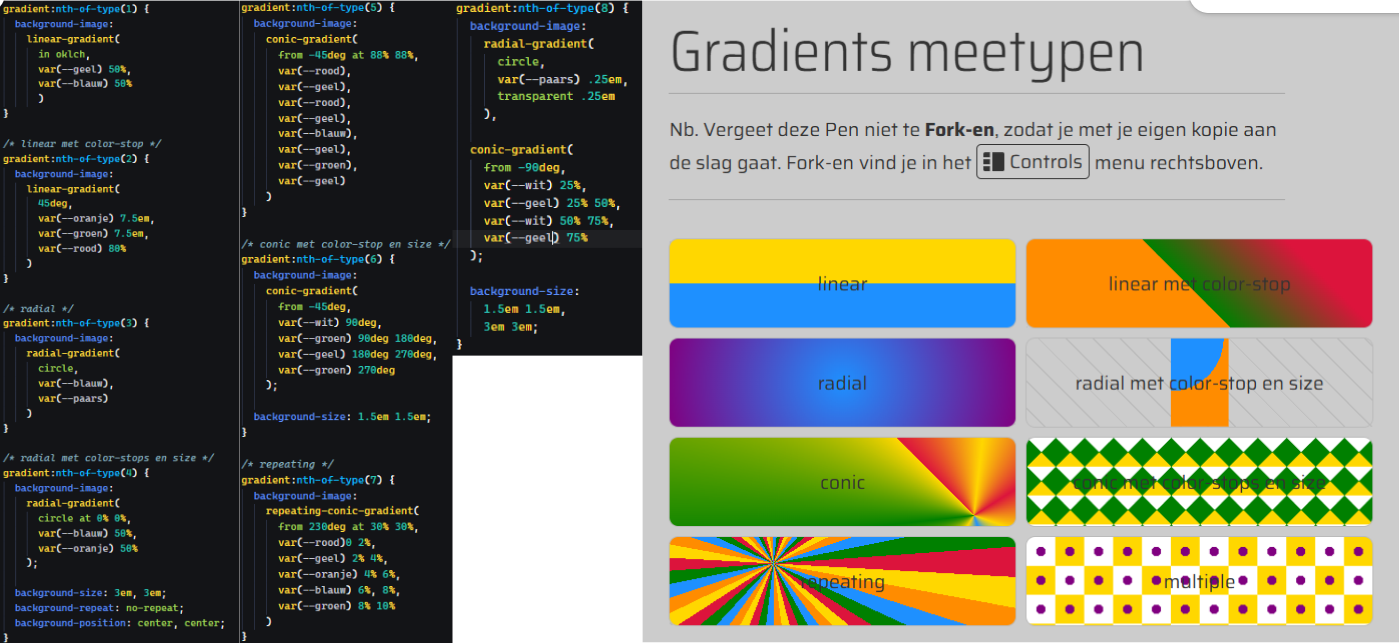 gradient:nth-of-type(1) {
background-image:
linear-gradient(
in oklch,
var(--geel) 50%,
var(--blauw) 50%
)
}
/* linear met color-stop */
gradient:nth-of-type(2) {
background-image:
linear-gradient(
45deg,
var(--oranje) 7.5em,
var(--groen) 7.5em,
var(--rood) 80%
)
}
/* radial */
gradient:nth-of-type(3) {
background-image:
radial-gradient(
circle,
var(--blauw),
var(--paars)
)
}
/* radial met color-stops en size */
gradient:nth-of-type(4) {
background-image:
radial-gradient(
circle at 0% 0%,
var(--blauw) 50%,
var(--oranje) 50%
);
background-size: 3em, 3em;
background-repeat: no-repeat;
background-position: center, center;
}
gradient:nth-of-type(5) {
background-image:
conic-gradient(
from -45deg at 88% 88%,
var(--rood),
var(--geel),
var(--rood),
var(--geel),
var(--blauw),
var(--geel),
var(--groen),
var(--geel)
)
}
/* conic met color-stop en size */
gradient:nth-of-type(6) {
background-image:
conic-gradient(
from -45deg,
var(--wit) 90deg,
var(--groen) 90deg 180deg,
var(--geel) 180deg 270deg,
var(--groen) 270deg
);
background-size: 1.5em 1.5em;
}
/* repeating */
gradient:nth-of-type(7) {
background-image:
repeating-conic-gradient(
from 230deg at 30% 30%,
var(--rood)0 2%,
var(--geel) 2% 4%,
var(--oranje) 4% 6%,
var(--blauw) 6%, 8%,
var(--groen) 8% 10%
)
}
gradient:nth-of-type(8) {
background-image:
radial-gradient(
circle,
var(--paars) .25em,
transparent .25em
),
conic-gradient(
from -90deg,
var(--wit) 25%,
var(--geel) 25% 50%,
var(--wit) 50% 75%,
var(--geel) 75%
);
background-size:
1.5em 1.5em,
3em 3em;
}
Gradients meetypen
Nb. Vergeet deze Pen niet te Fork-en, zodat je met je eigen kopie aan
de slag gaat. Fork-en vind je in het Controls menu rechtsboven.
linear
linear met color-stop
radial
radial met color-stop en size
conic
conic met color-stops en size
repeating
multiple